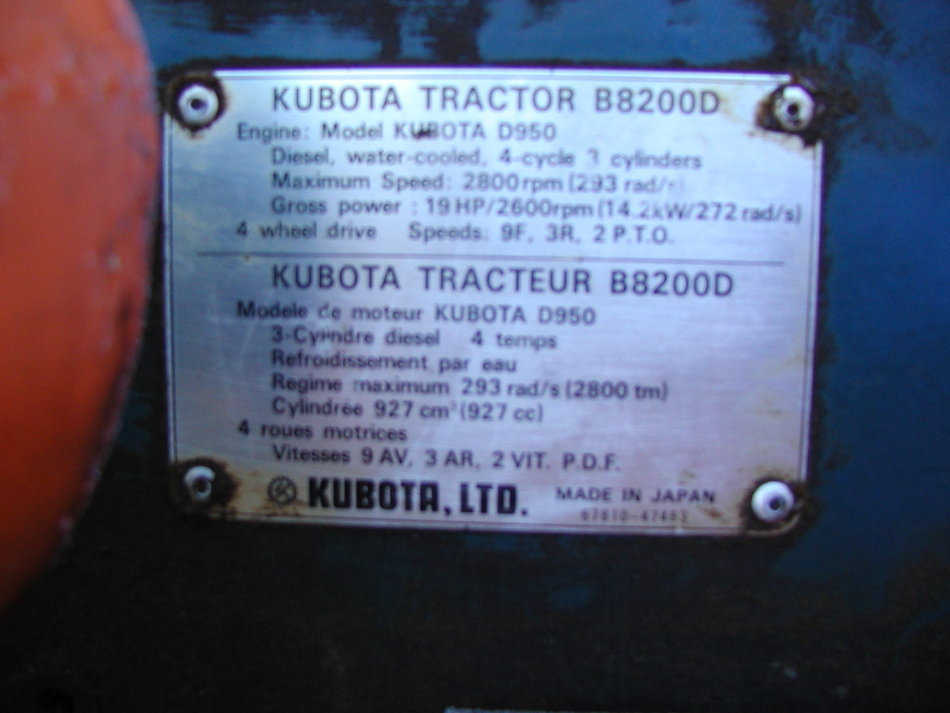 KUBOTA TRACTOR B8200D
Engine: Model KUBOTA D950
Diesel, water-cooled, 4-cycle 3 cylinders
Maximum Speed: 2800rpm (293 rad/s)
Gross power : 19 HP/2600rpm (14.2kW/272 rad/s)
4 wheel drive Speeds: 9F, 3R, 2 P.T.O.
KUBOTA TRACTEUR B8200D
Modele de moteur KUBOTA D950
3-Cylindre diesel 4 temps
Refroidissement par eau
Regime maximum 293 rad/s (2800 tm)
Cylindrée 927 cm³ (927 cc)
4 roues motrices
Vitesses 9 AV, 3 AR, 2 VIT. P.D.F.
KUBOTA, LTD. MADE IN JAPAN